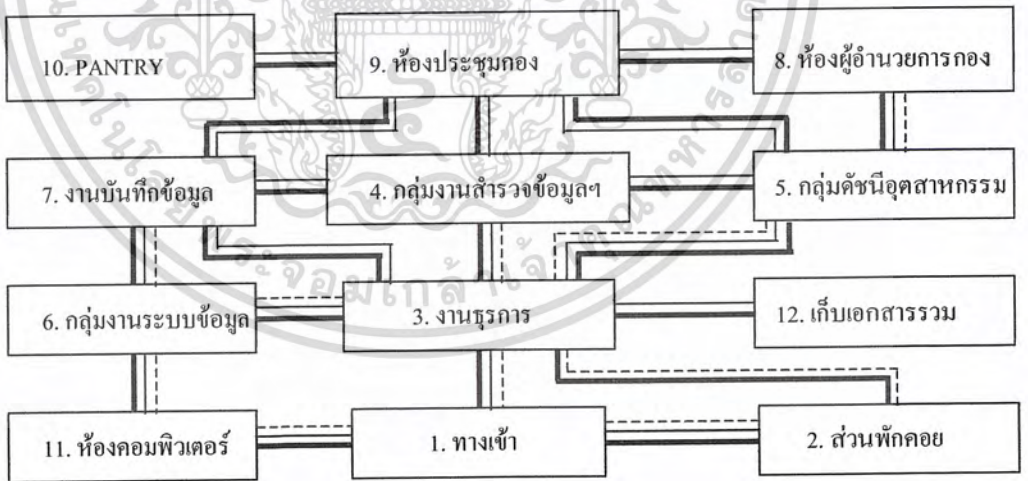 10. PANTRY
9. ห้องประชุมกอง
8. ห้องผู้อำนวยการกอง
7. งานบันทึกข้อมูล
4. กลุ่มงานสำรวจข้อมูลฯ
5. กลุ่มดัชนีอุตสาหกรรม
6. กลุ่มงานระบบข้อมูล
3. งานธุรการ
12. เก็บเอกสารรวม
11. ห้องคอมพิวเตอร์
1. ทางเข้า
2. ส่วนพักคอย